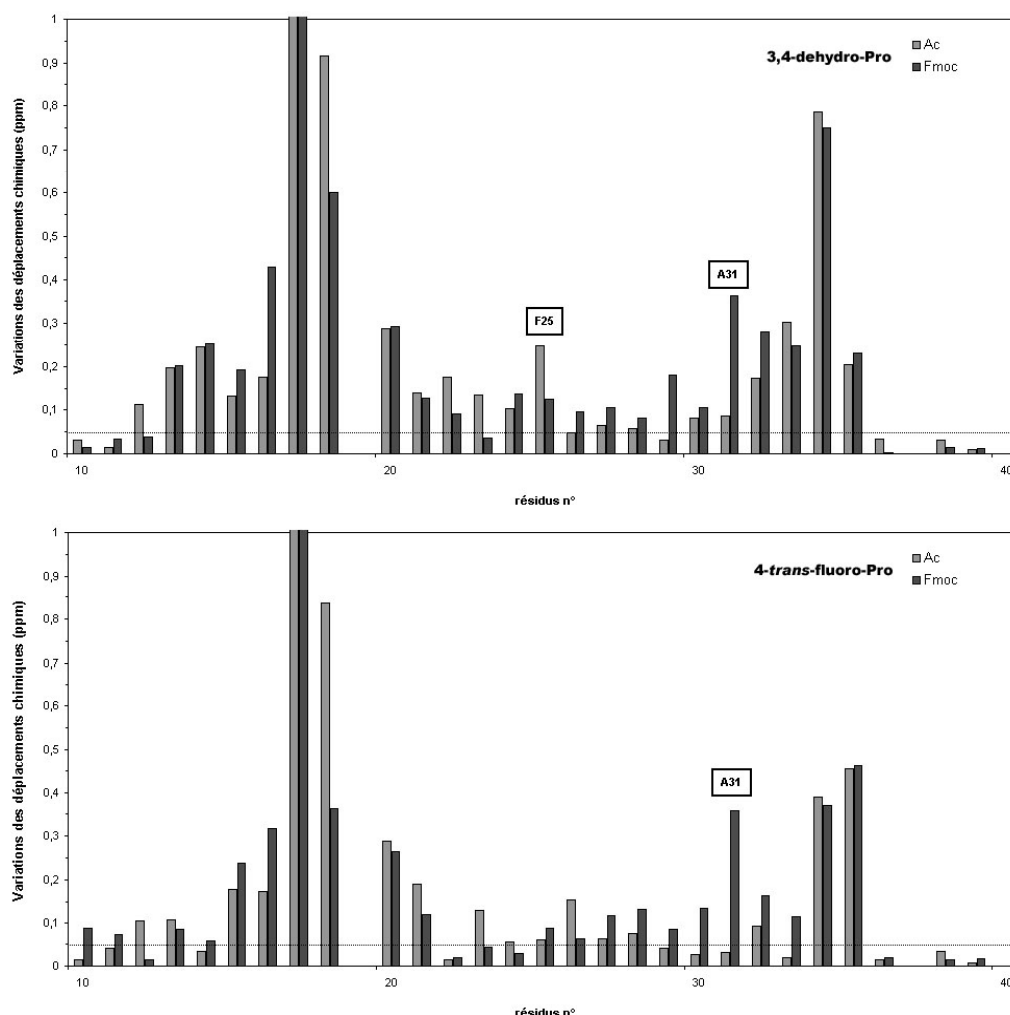 Variations des déplacements chimiques (ppm)
1
0,9
0,8
0,7
0,6
0,5
0,4
0,3
0,2
0,1
0
3,4-dehydro-Pro
Ac
Fmoc
F25
A31
10
20
30
40
résidus n°
Variations des déplacements chimiques (ppm)
1
0,9
0,8
0,7
0,6
0,5
0,4
0,3
0,2
0,1
0
4-trans-fluoro-Pro
Ac
Fmoc
A31
10
20
30
40
résidus n°